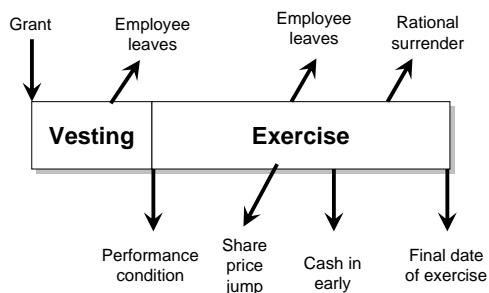 Grant
Employee
leaves
Employee
leaves
Rational
surrender
Vesting
Exercise
Performance
condition
Share
price
jump
Cash in
early
Final date
of exercise